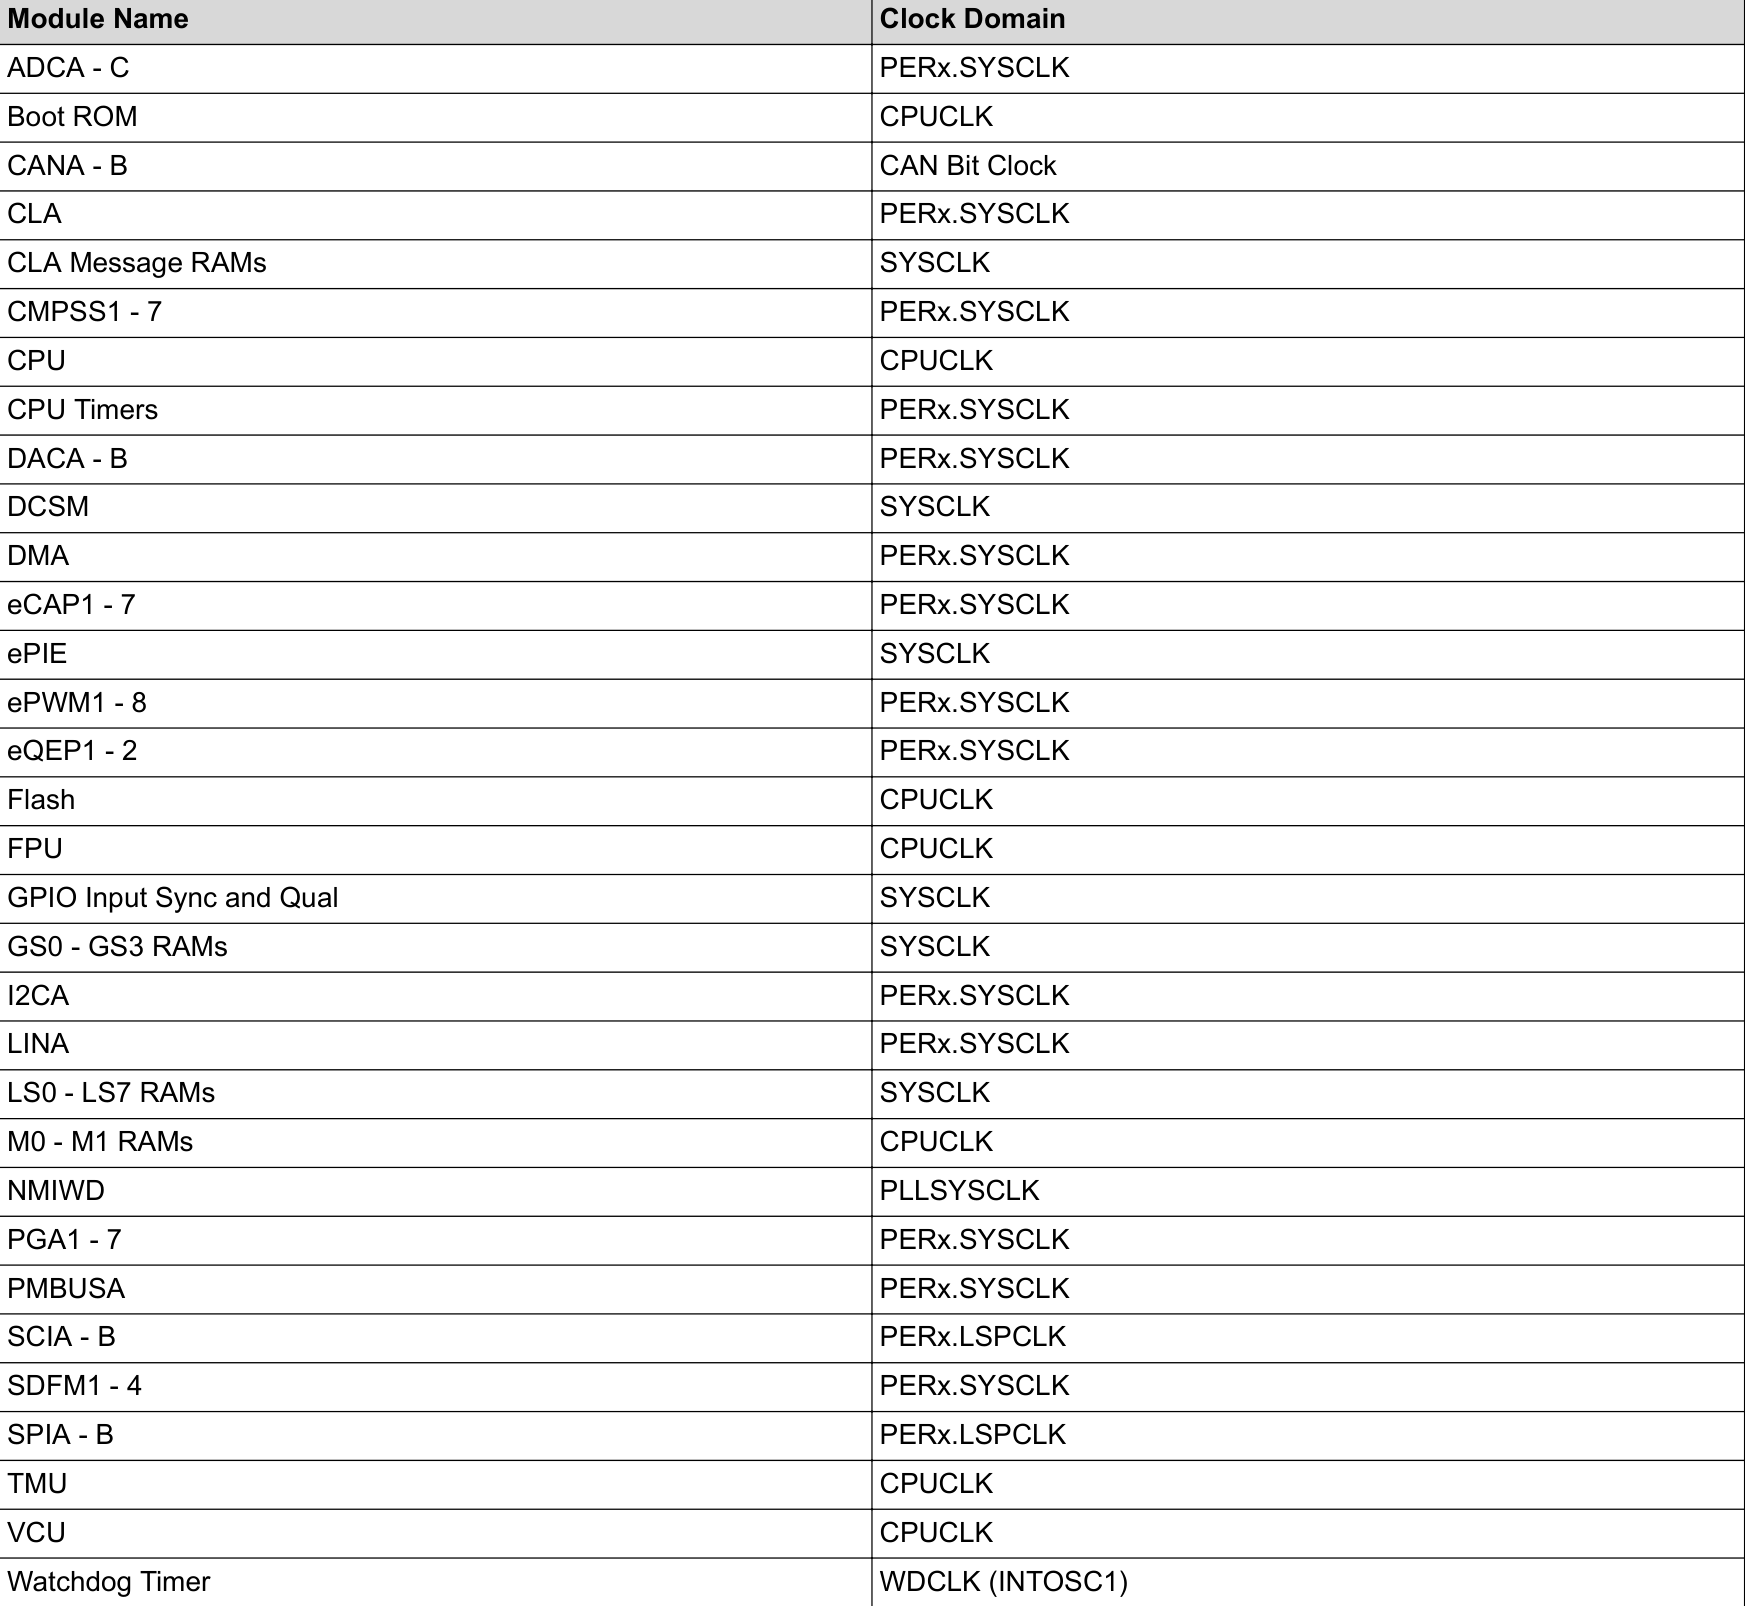 Module Name Clock Domain
ADCA - C PERx.SYSCLK
Boot ROM CPUCLK
CANA - B CAN Bit Clock
CLA PERx.SYSCLK
CLA Message RAMs SYSCLK
CMPSS1 - 7 PERx.SYSCLK
CPU CPUCLK
CPU Timers PERx.SYSCLK
DACA - B PERx.SYSCLK
DCSM SYSCLK
DMA PERx.SYSCLK
eCAP1 - 7 PERx.SYSCLK
ePIE SYSCLK
ePWM1 - 8 PERx.SYSCLK
eQEP1 - 2 PERx.SYSCLK
Flash CPUCLK
FPU CPUCLK
GPIO Input Sync and Qual SYSCLK
GS0 - GS3 RAMs SYSCLK
I2CA PERx.SYSCLK
LINA PERx.SYSCLK
LS0 - LS7 RAMs SYSCLK
M0 - M1 RAMs CPUCLK
NMIWD PLLSYSCLK
PGA1 - 7 PERx.SYSCLK
PMBUSA PERx.SYSCLK
SCIA - B PERx.LSPCLK
SDFM1 - 4 PERx.SYSCLK
SPIA - B PERx.LSPCLK
TMU CPUCLK
VCU CPUCLK
Watchdog Timer WDCLK (INTOSC1)